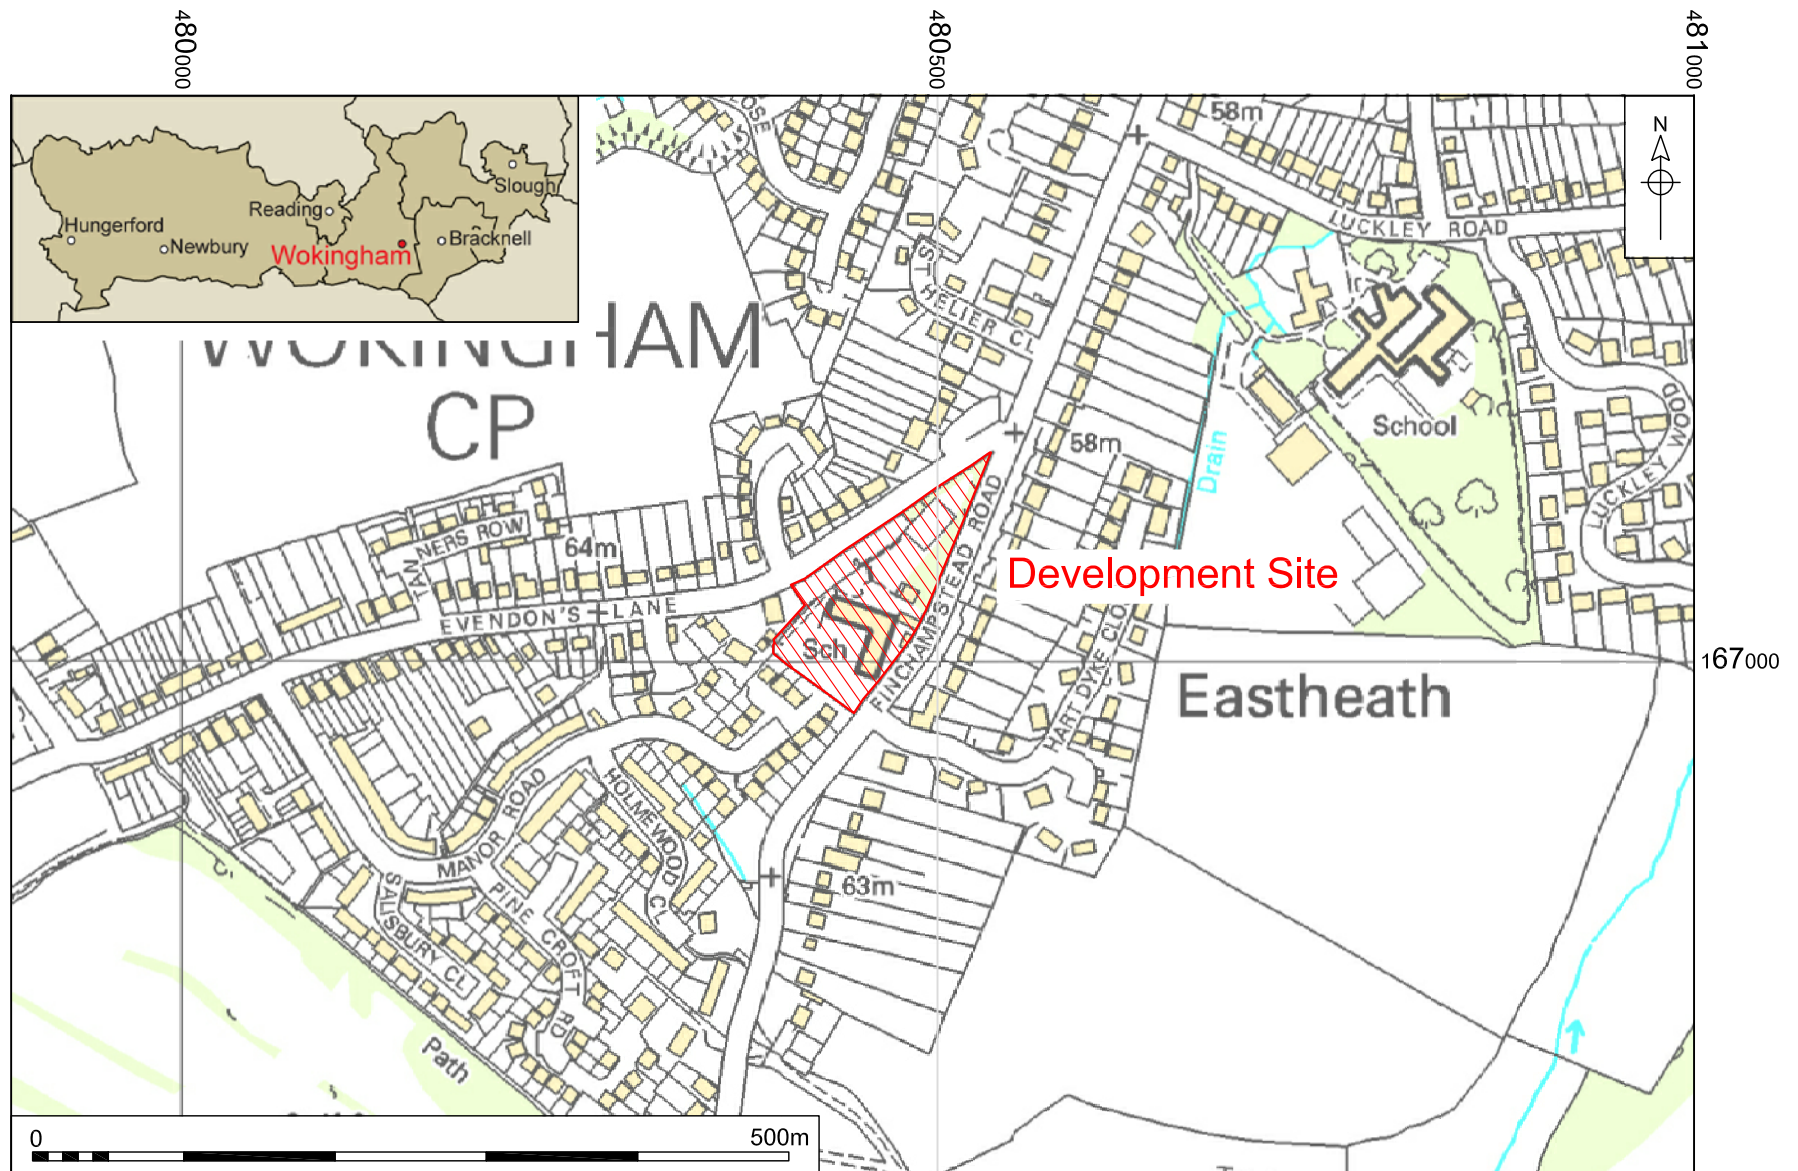 480000
480500
481000
N
Hungerford
Newbury
Reading
Wokingham
Bracknell
Slough
WOKINGHAM
CP
58m
LUCKLEY ROAD
ST HELIER CL
School
LUCKLEY WOOD
58m
Drain
TANNERS ROW
64m
EVENDON'S LANE
Sch
FINCHAMPSTEAD ROAD
Development Site
167000
Eastheath
HART DYKE CLO
MANOR ROAD
HOLMEWOOD CL
PINE CROFT RD
SALISBURY CL
63m
Path
0
500m